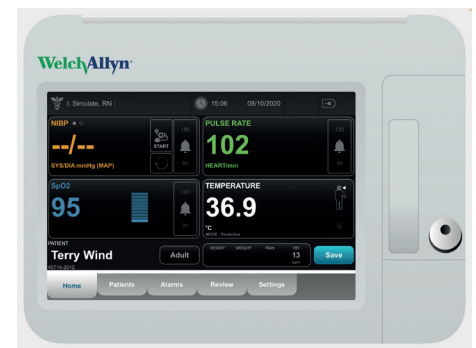 WelchAllyn
I. Simulate, RN :
15:06 08/10/2020
NIBP
--/--
START
SYS/DIA mmHg (MAP)
PULSE RATE
102
HEART/min
120
50
SpO2
95
TEMPERATURE
36.9
°C
MODE: Predictive
PATIENT
Terry Wind
Adult
HEIGHT WEIGHT PAIN RR
13
Save
Home Patients Alarms Review Settings